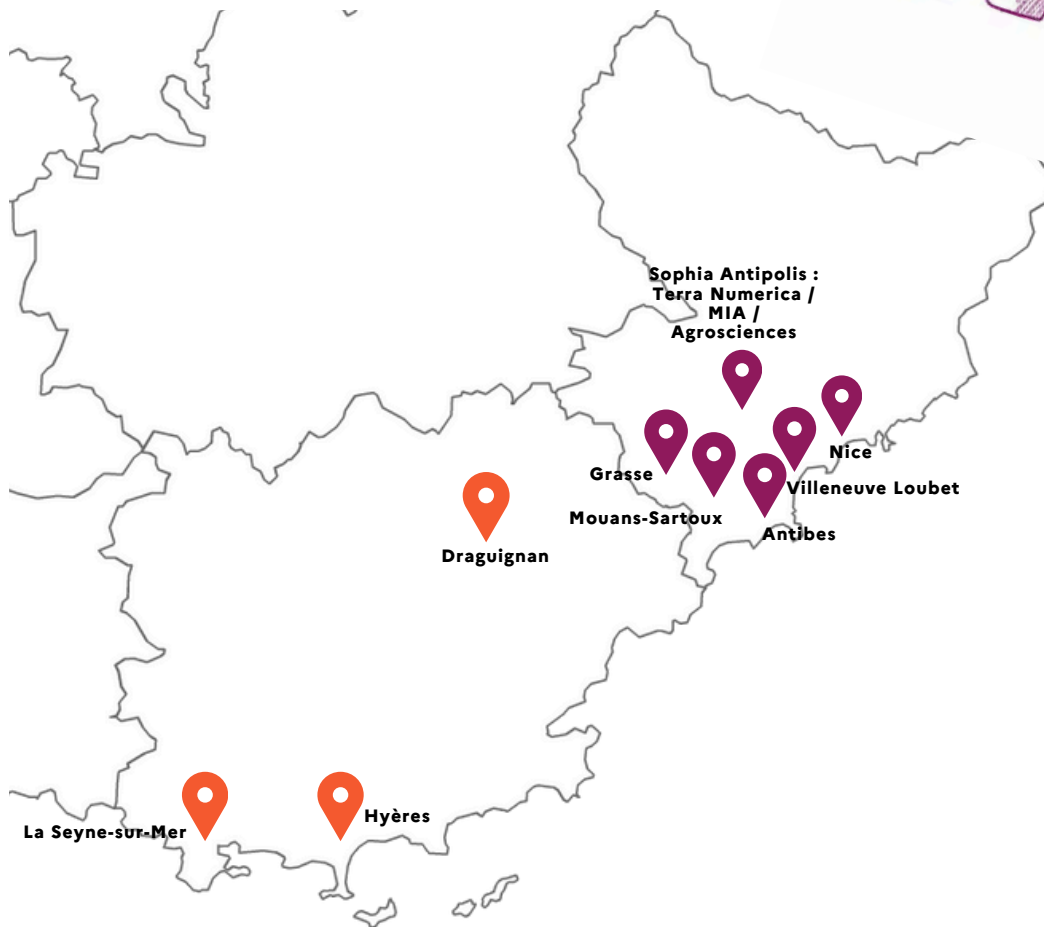 Sophia Antipolis :
Terra Numerica /
MIA /
Agrosciences
Nice
Grasse
Villeneuve Loubet
Mouans-Sartoux
Antibes
Draguignan
Hyères
La Seyne-sur-Mer